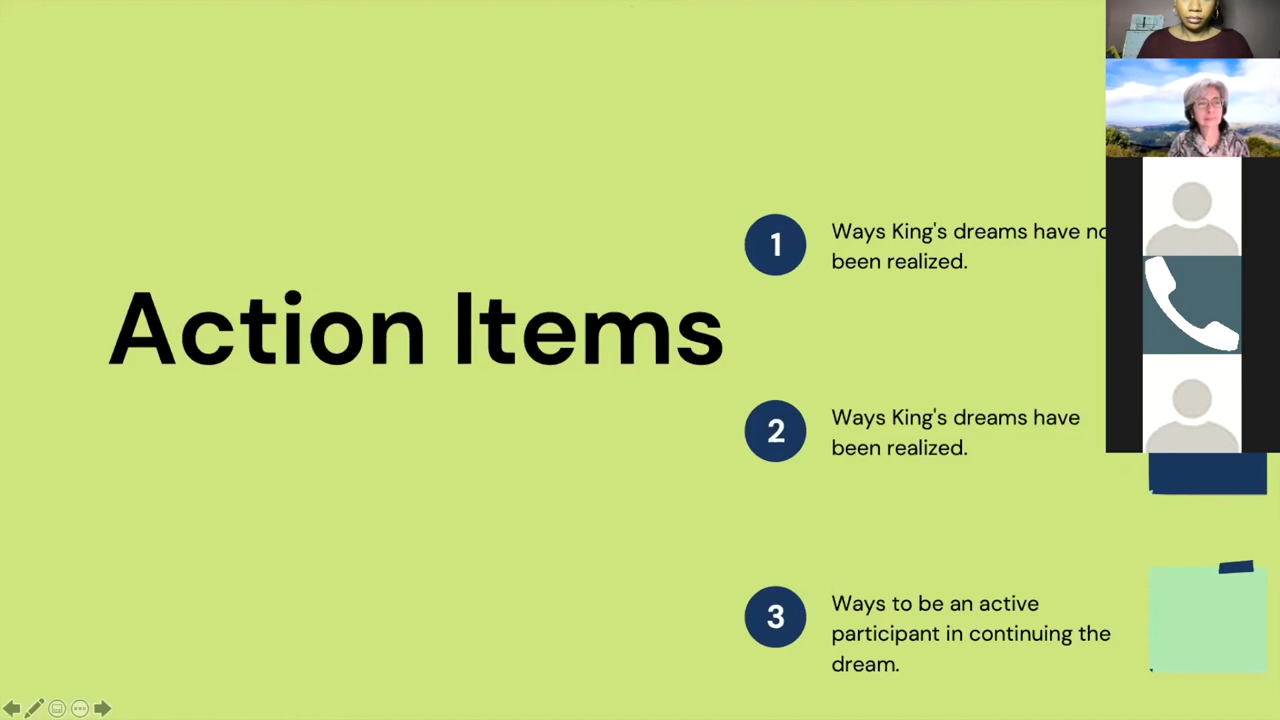 Action Items
1
Ways King's dreams have
been realized.
2
Ways King's dreams have
been realized.
3
Ways to be an active
participant in continuing the
dream.